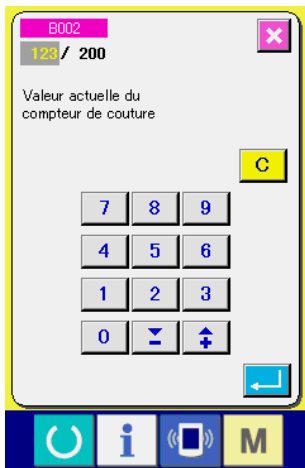 B002
123/ 200
Valeur actuelle du
compteur de couture
C
7 8 9
4 5 6
1 2 3
0
i M